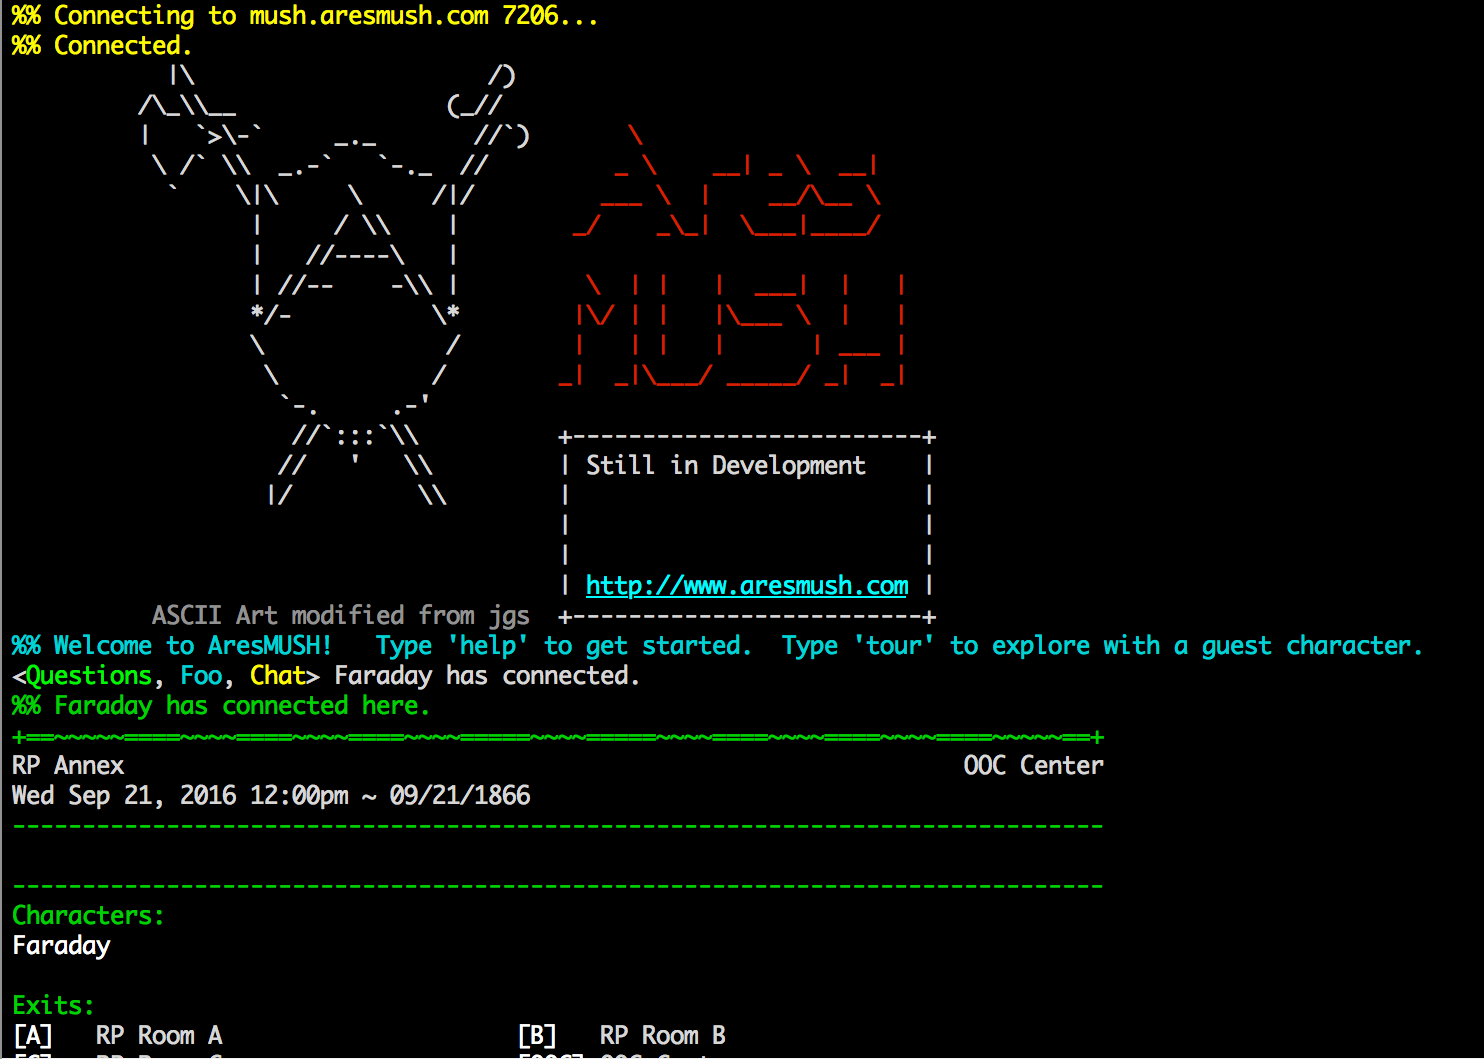 %% Connecting to mush.aresmush.com 7206...
%% Connected.
Ares
MUSH
Still in Development
http://www.aresmush.com
ASCII Art modified from jgs
%% Welcome to AresMUSH!   Type 'help' to get started.  Type 'tour' to explore with a guest character.
<Questions, Foo, Chat> Faraday has connected.
%% Faraday has connected here.
RP Annex                                                            OOC Center
Wed Sep 21, 2016 12:00pm ~ 09/21/1866
Characters:
Faraday
Exits:
[A]   RP Room A                     [B]   RP Room B